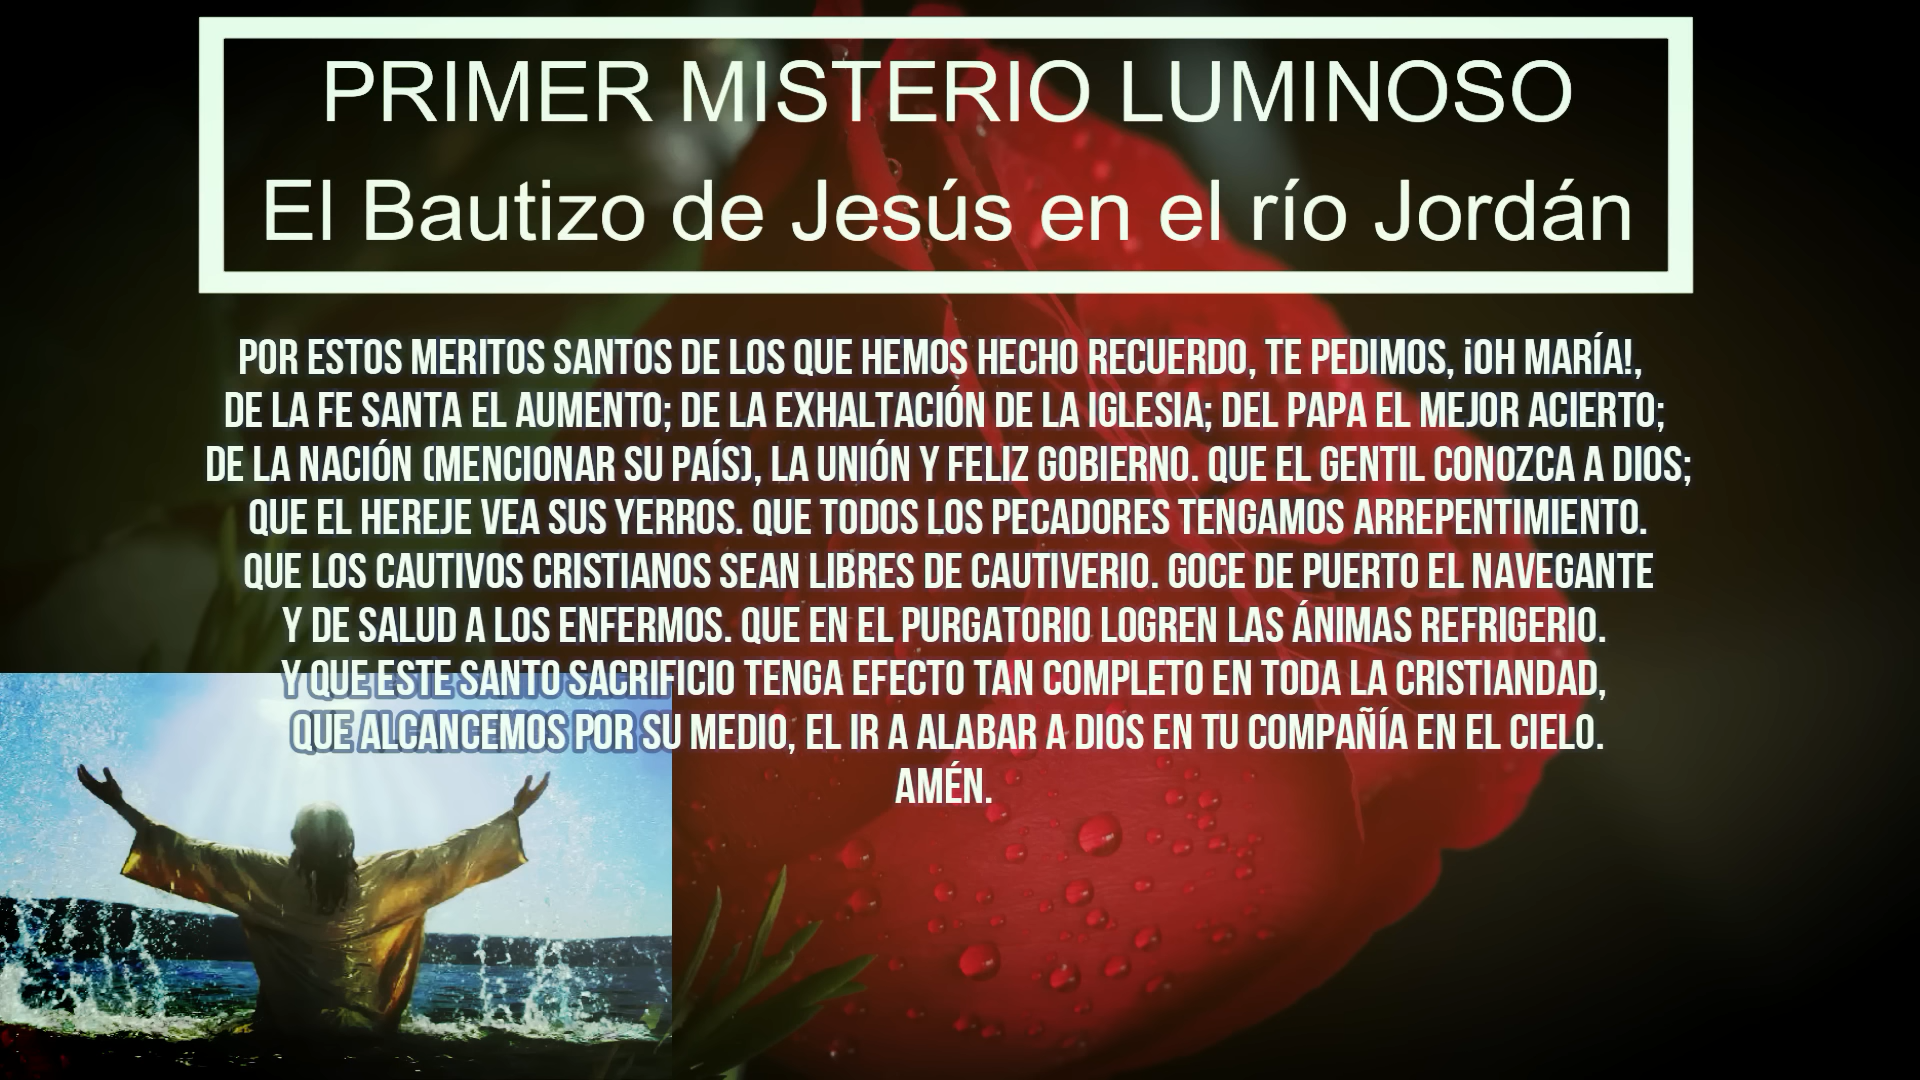 PRIMER MISTERIO LUMINOSO
El Bautizo de Jesús en el río Jordán
POR ESTOS MERITOS SANTOS DE LOS QUE HEMOS HECHO RECUERDO, TE PEDIMOS, ¡OH MARÍA!,
DE LA FE SANTA EL AUMENTO; DE LA EXHALTACIÓN DE LA IGLESIA; DEL PAPA EL MEJOR ACIERTO;
DE LA NACIÓN (MENCIONAR SU PAÍS), LA UNIÓN Y FELIZ GOBIERNO. QUE EL GENTIL CONOZCA A DIOS;
QUE EL HEREJE VEA SUS YERROS. QUE TODOS LOS PECADORES TENGAMOS ARREPENTIMIENTO.
QUE LOS CAUTIVOS CRISTIANOS SEAN LIBRES DE CAUTIVERIO. GOCE DE PUERTO EL NAVEGANTE
Y DE SALUD A LOS ENFERMOS. QUE EN EL PURGATORIO LOGREN LAS ÁNIMAS REFRIGERIO.
Y QUE ESTE SANTO SACRIFICIO TENGA EFECTO TAN COMPLETO EN TODA LA CRISTIANDAD,
QUE ALCANCEMOS POR SU MEDIO, EL IR A ALABAR A DIOS EN TU COMPAÑÍA EN EL CIELO.
AMÉN.